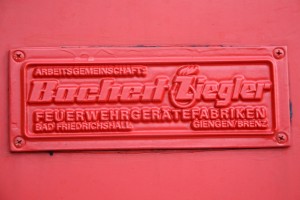 ARBEITSGEMEINSCHAFT:
Bachert Ziegler
FEUERWEHRGERÄTEFABRIKEN
BAD FRIEDRICHSHALL GIENGEN/BRENZ